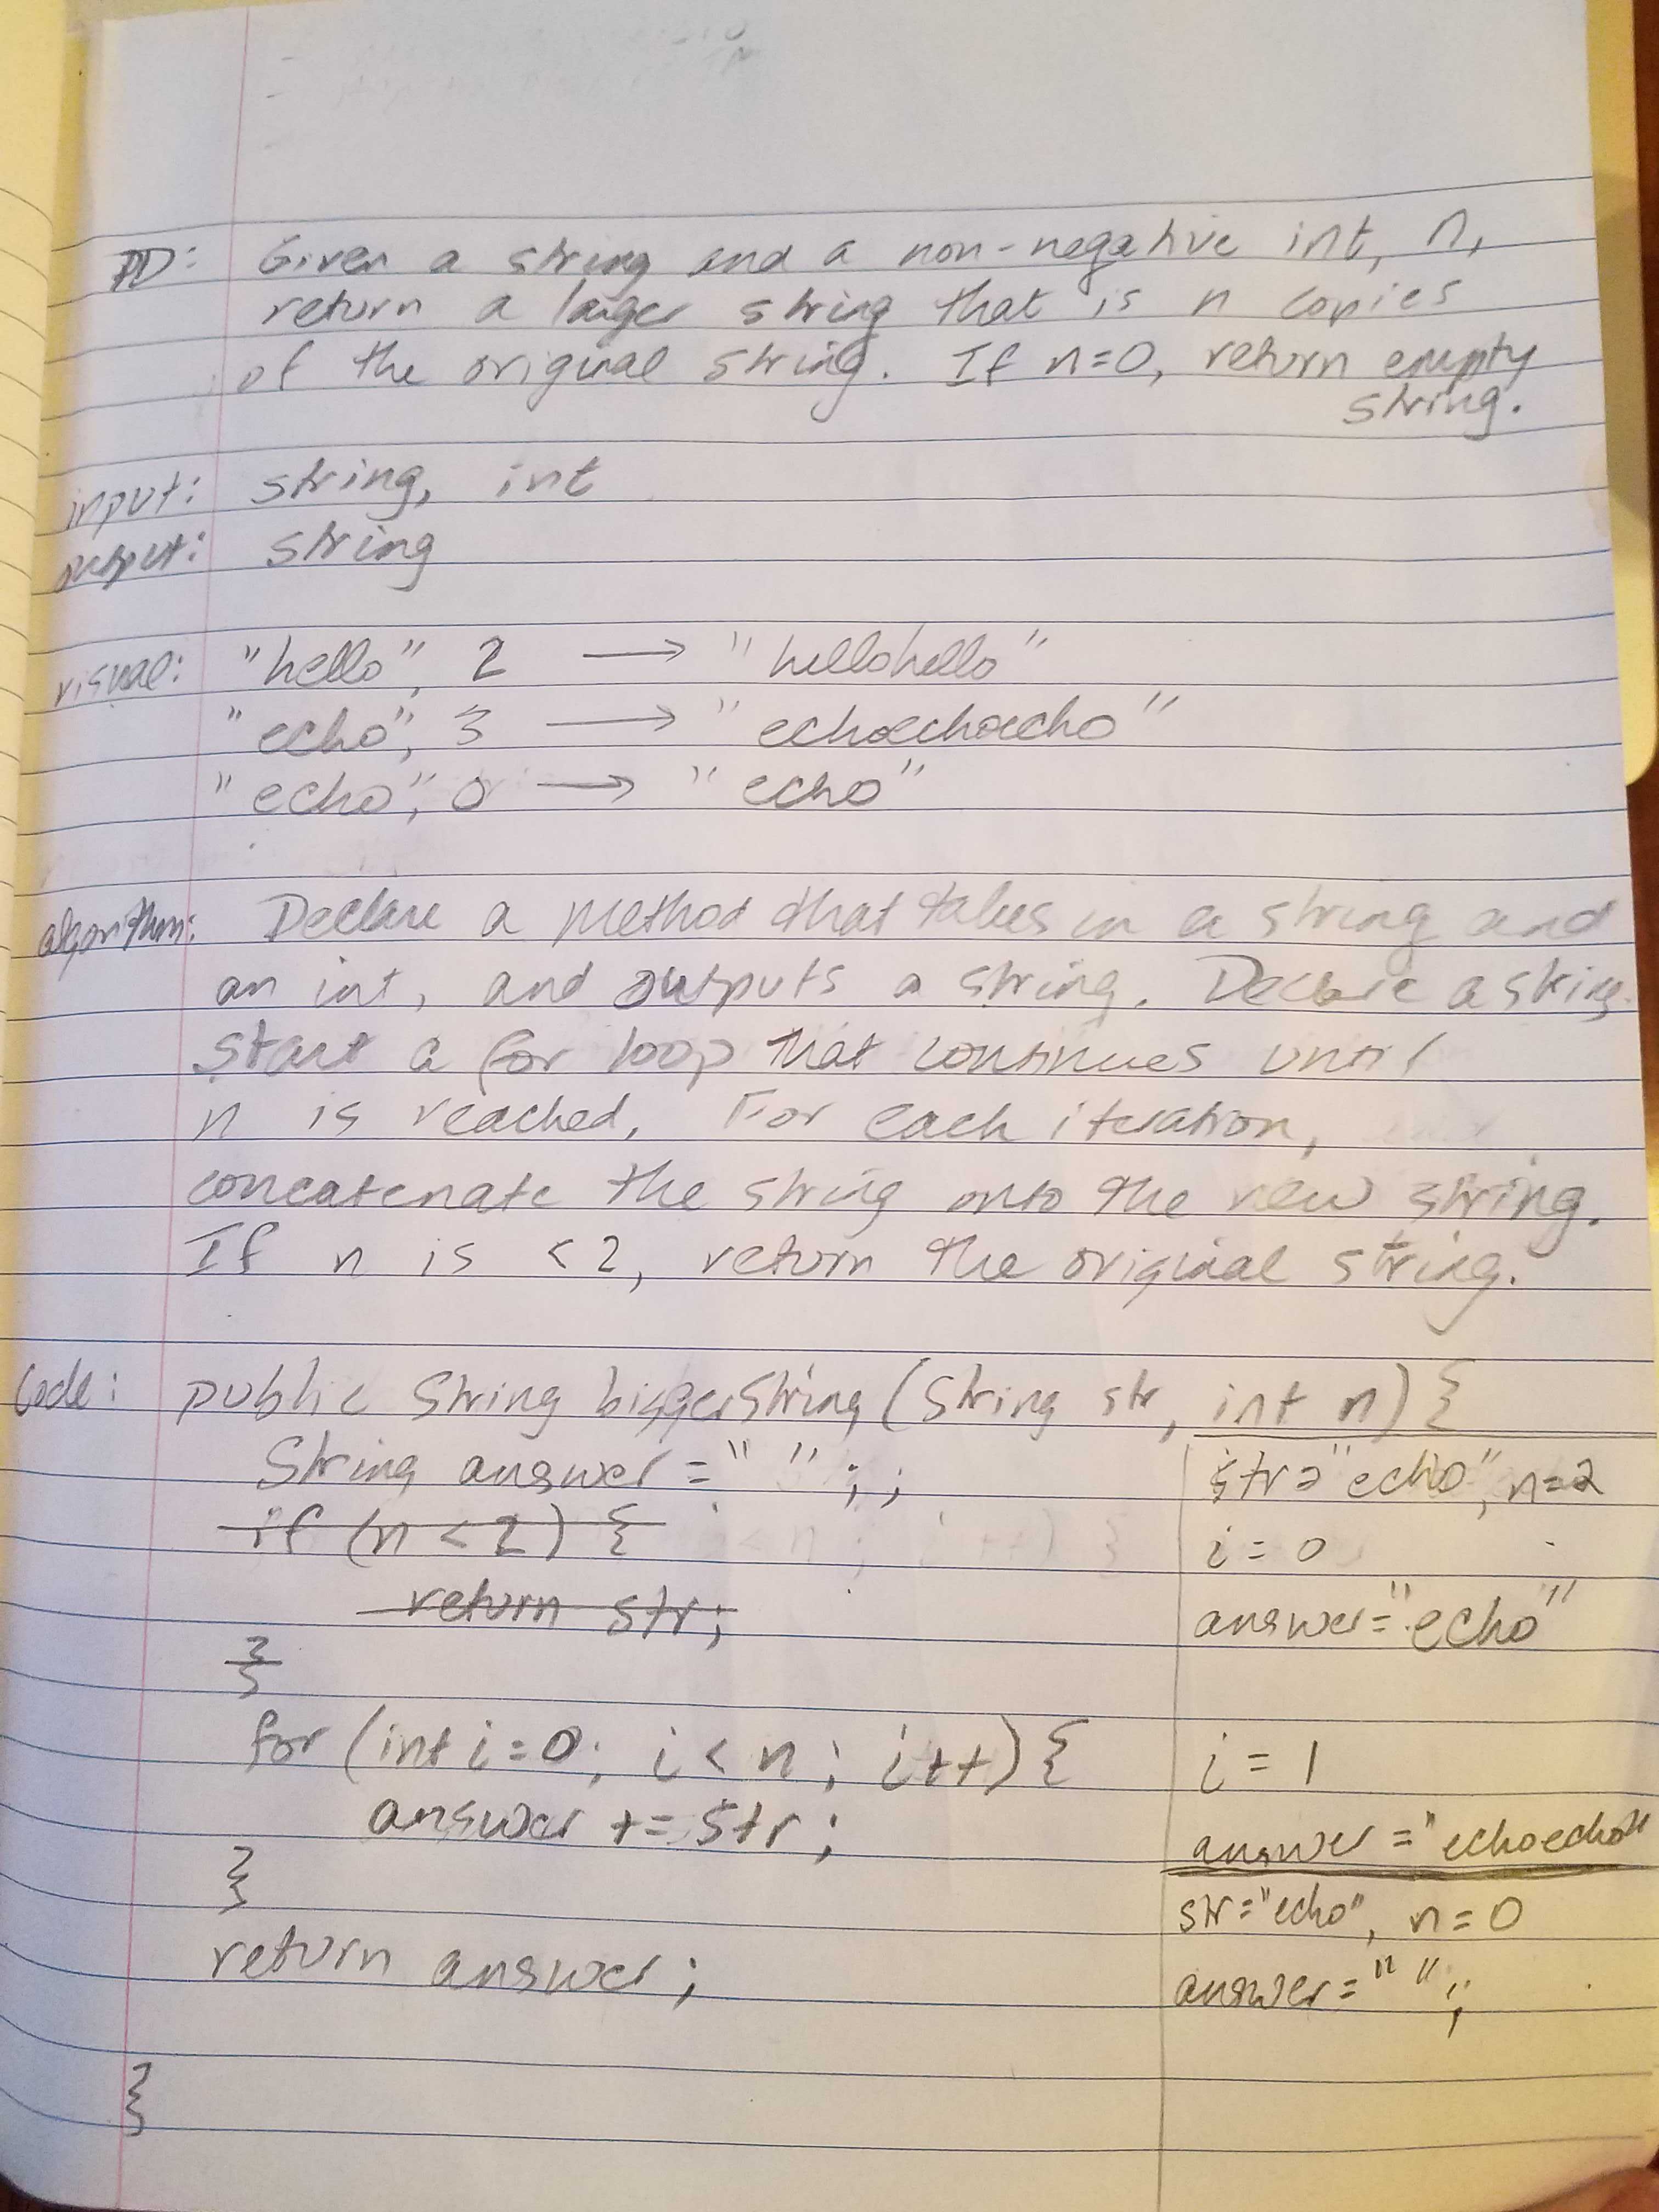 PD: Given a string and a non-negative int, n,
return a larger string that is n copies
of the original string. If n=0, return empty
string.
input: string, int
output: string
visual: "hello", 2 → "hellohello"
"echo", 3 → "echoechoecho"
"echo", 0 → "echo"
algorithm: Declare a method that takes in a string and
an int, and outputs a string. Declare a string.
Start a for loop that continues until
n is reached. For each iteration,
concatenate the string onto the new string.
If n is <2, return the original string.
Code: public String biggerString(String str, int n) {
String answer = " " ; ;
if (n < 2) {
return str;
}
for (int i=0; i < n; i++) {
answer += str;
}
return answer;
}
str="echo", n=2
i = 0
answer="echo"
i = 1
answer="echoecho"
str="echo", n=0
answer=" ";